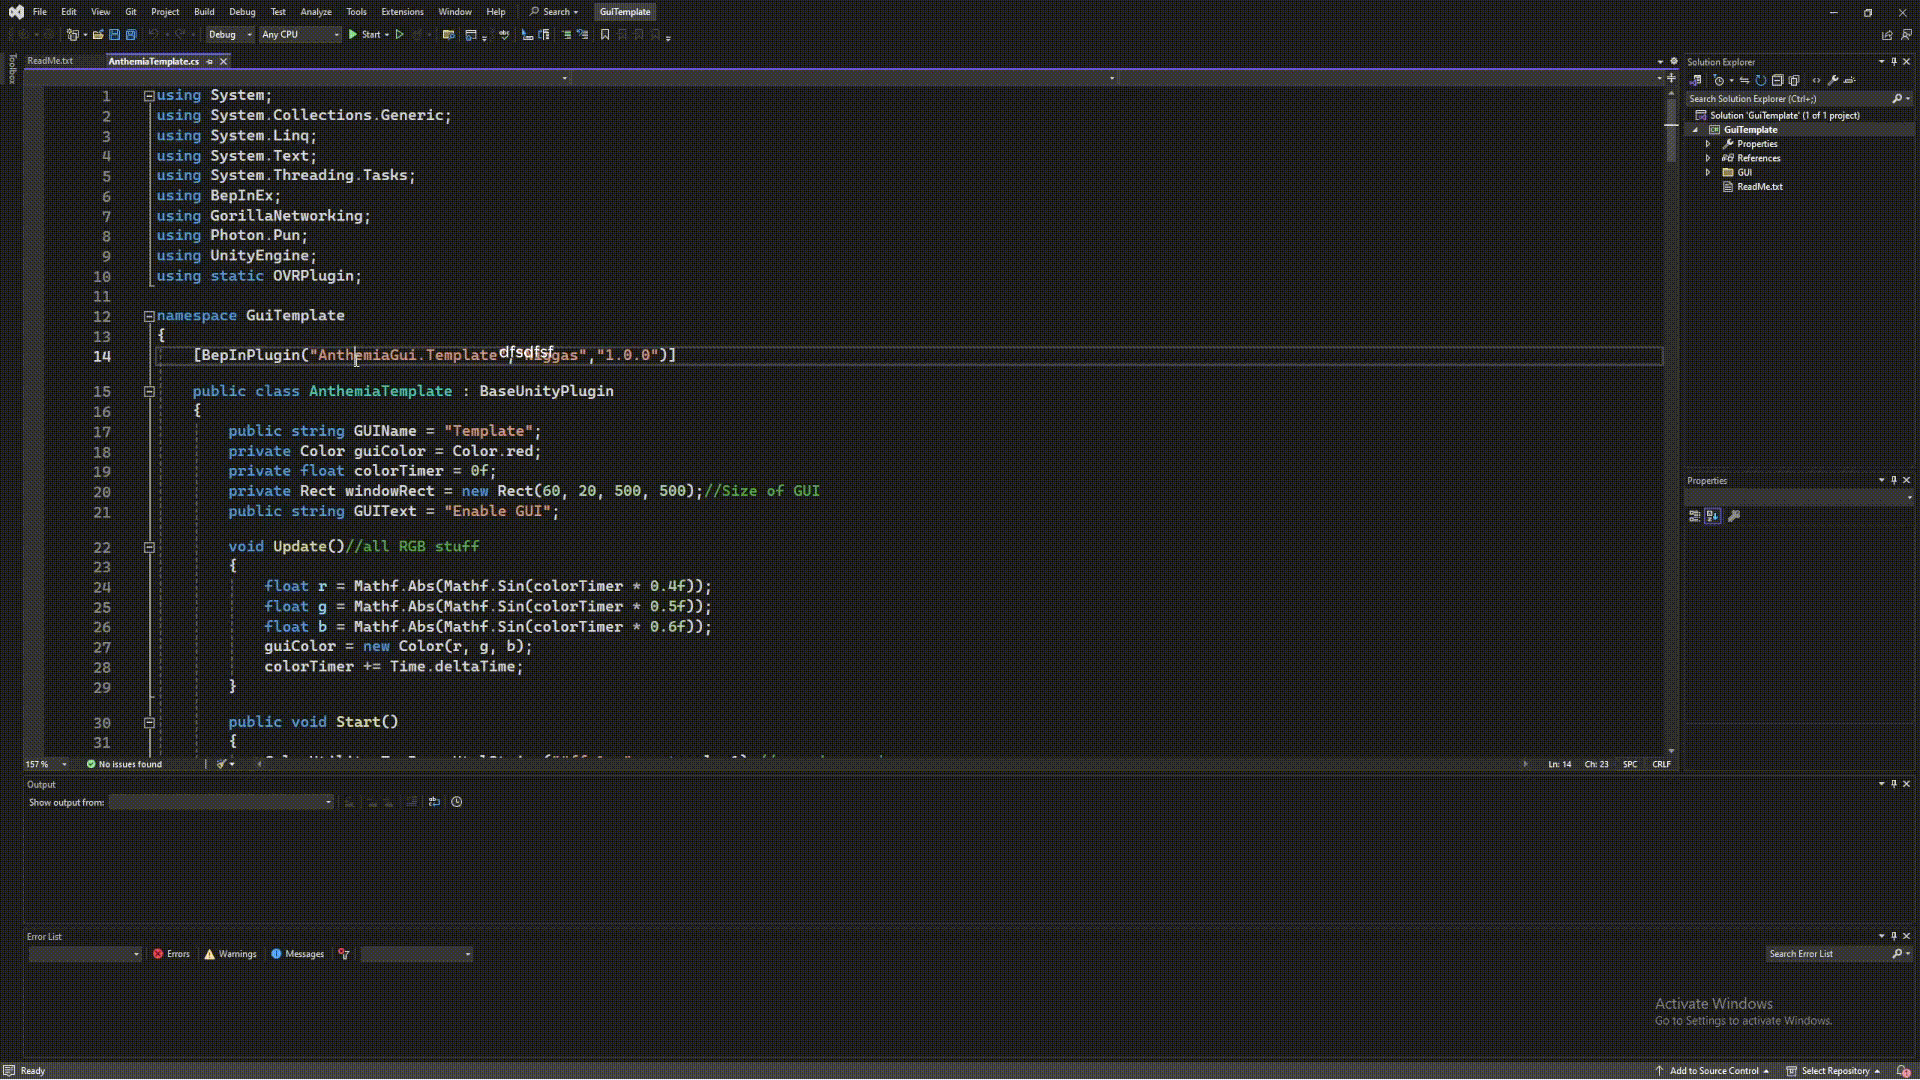 File Edit View Git Project Build Debug Test Analyze Tools Extensions Window Help Search GuiTemplate
Debug Any CPU Start
Toolbox
ReadMe.txt AnthemiaTemplate.cs
1 using System;
2 using System.Collections.Generic;
3 using System.Linq;
4 using System.Text;
5 using System.Threading.Tasks;
6 using BepInEx;
7 using GorillaNetworking;
8 using Photon.Pun;
9 using UnityEngine;
10 using static OVRPlugin;
11
12 namespace GuiTemplate
13 {
14 [BepInPlugin("AnthemiaGui.Template ,"1.0.0")]
dfsdfsf
15 public class AnthemiaTemplate : BaseUnityPlugin
16 {
17 public string GUIName = "Template";
18 private Color guiColor = Color.red;
19 private float colorTimer = 0f;
20 private Rect windowRect = new Rect(60, 20, 500, 500);//Size of GUI
21 public string GUIText = "Enable GUI";
22 void Update()//all RGB stuff
23 {
24 float r = Mathf.Abs(Mathf.Sin(colorTimer * 0.4f));
25 float g = Mathf.Abs(Mathf.Sin(colorTimer * 0.5f));
26 float b = Mathf.Abs(Mathf.Sin(colorTimer * 0.6f));
27 guiColor = new Color(r, g, b);
28 colorTimer += Time.deltaTime;
29 }
30 public void Start()
31 {
157 % No issues found Ln: 14 Ch: 23 SPC CRLF
Solution Explorer
Search Solution Explorer (Ctrl+;)
Solution 'GuiTemplate' (1 of 1 project)
GuiTemplate
Properties
References
GUI
ReadMe.txt
Properties
Output
Show output from:
Error List
Errors Warnings Messages Search Error List
Activate Windows
Go to Settings to activate Windows.
Ready Add to Source Control Select Repository